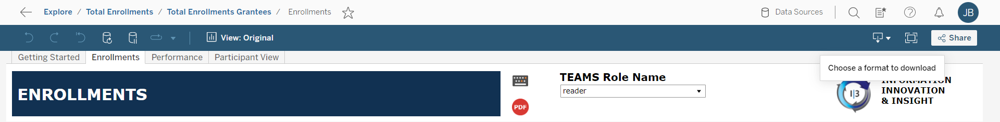 Explore / Total Enrollments / Total Enrollments Grantees / Enrollments
Data Sources
JB
View: Original
Share
Getting Started
Enrollments
Performance
Participant View
Choose a format to download
ENROLLMENTS
PDF
TEAMS Role Name
reader
I|3
INFORMATION
INNOVATION
& INSIGHT